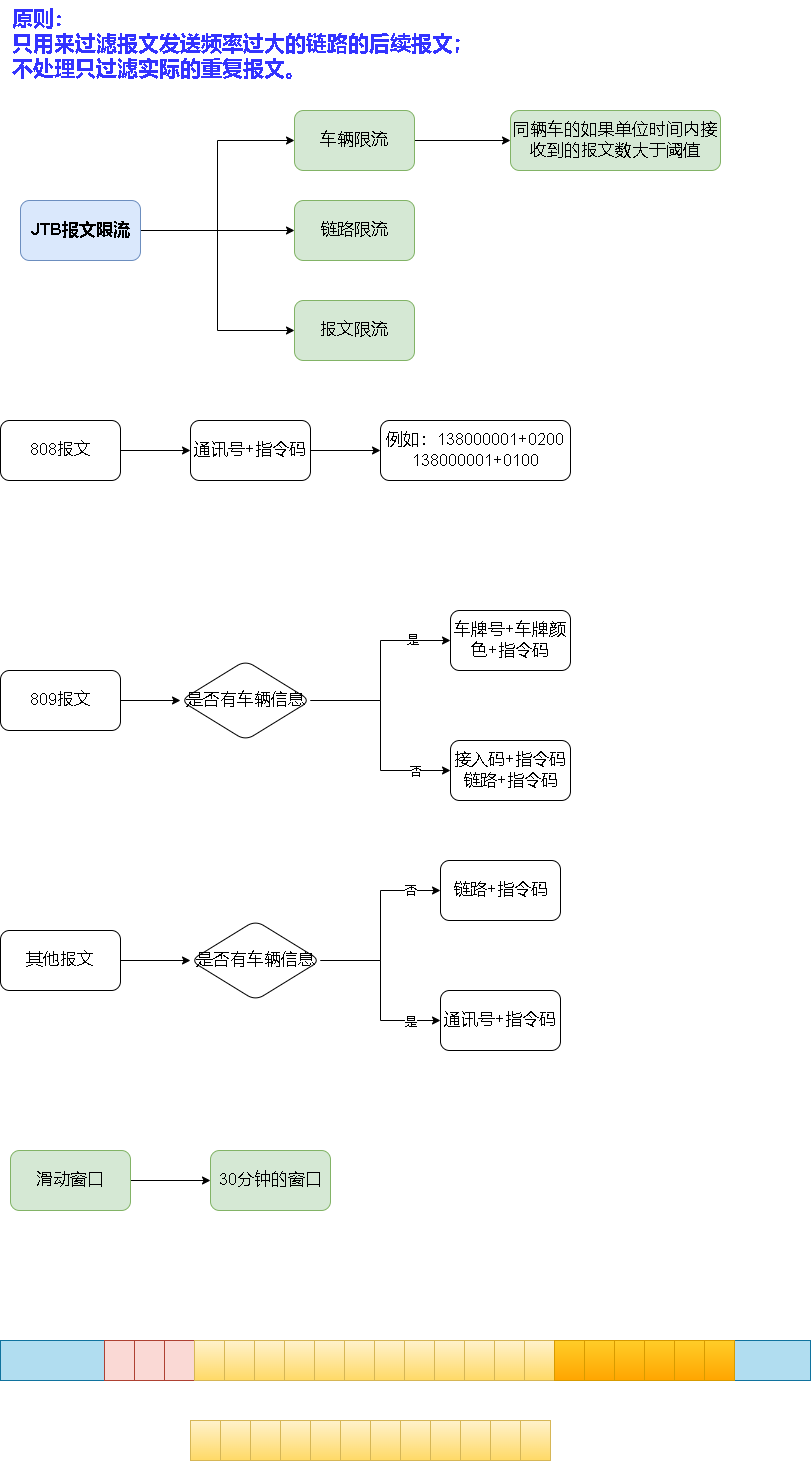 原则：
只用来过滤报文发送频率过大的链路的后续报文；
不处理只过滤实际的重复报文。
车辆限流
同辆车的如果单位时间内接
收到的报文数大于阈值
JTB报文限流
链路限流
报文限流
808报文
通讯号+指令码
例如：138000001+0200
138000001+0100
809报文
是否有车辆信息
是
车牌号+车牌颜
色+指令码
否
接入码+指令码
链路+指令码
其他报文
是否有车辆信息
否
链路+指令码
是
通讯号+指令码
滑动窗口
30分钟的窗口